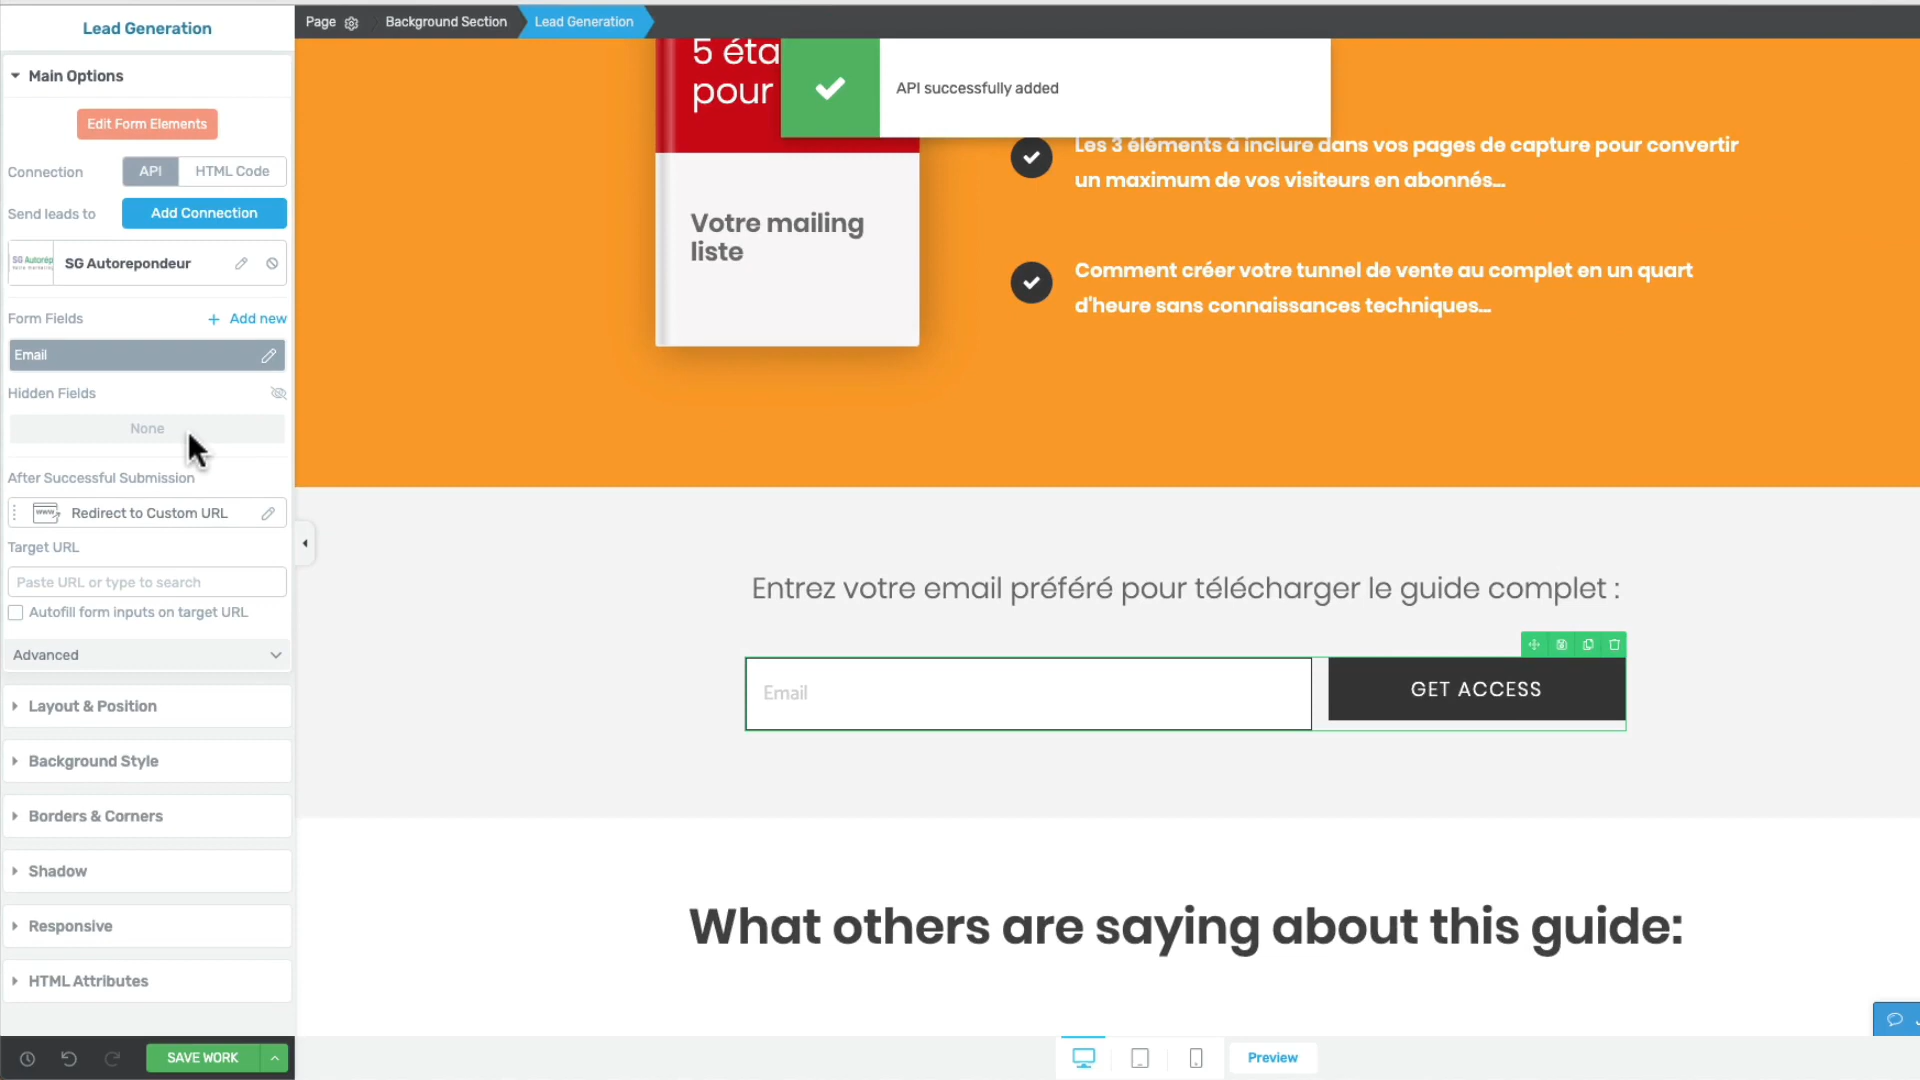 Lead Generation
Page
Background Section
Lead Generation
Main Options
Edit Form Elements
Connection
API
HTML Code
Send leads to
Add Connection
SG Autorép
SG Autorepondeur
Form Fields
+ Add new
Email
Hidden Fields
None
After Successful Submission
www
Redirect to Custom URL
Target URL
Paste URL or type to search
Autofill form inputs on target URL
Advanced
Layout & Position
Background Style
Borders & Corners
Shadow
Responsive
HTML Attributes
SAVE WORK
5 éta
pour
API successfully added
Votre mailing
liste
Les 3 éléments à inclure dans vos pages de capture pour convertir
un maximum de vos visiteurs en abonnés...
Comment créer votre tunnel de vente au complet en un quart
d'heure sans connaissances techniques...
Entrez votre email préféré pour télécharger le guide complet :
Email
GET ACCESS
What others are saying about this guide:
Preview